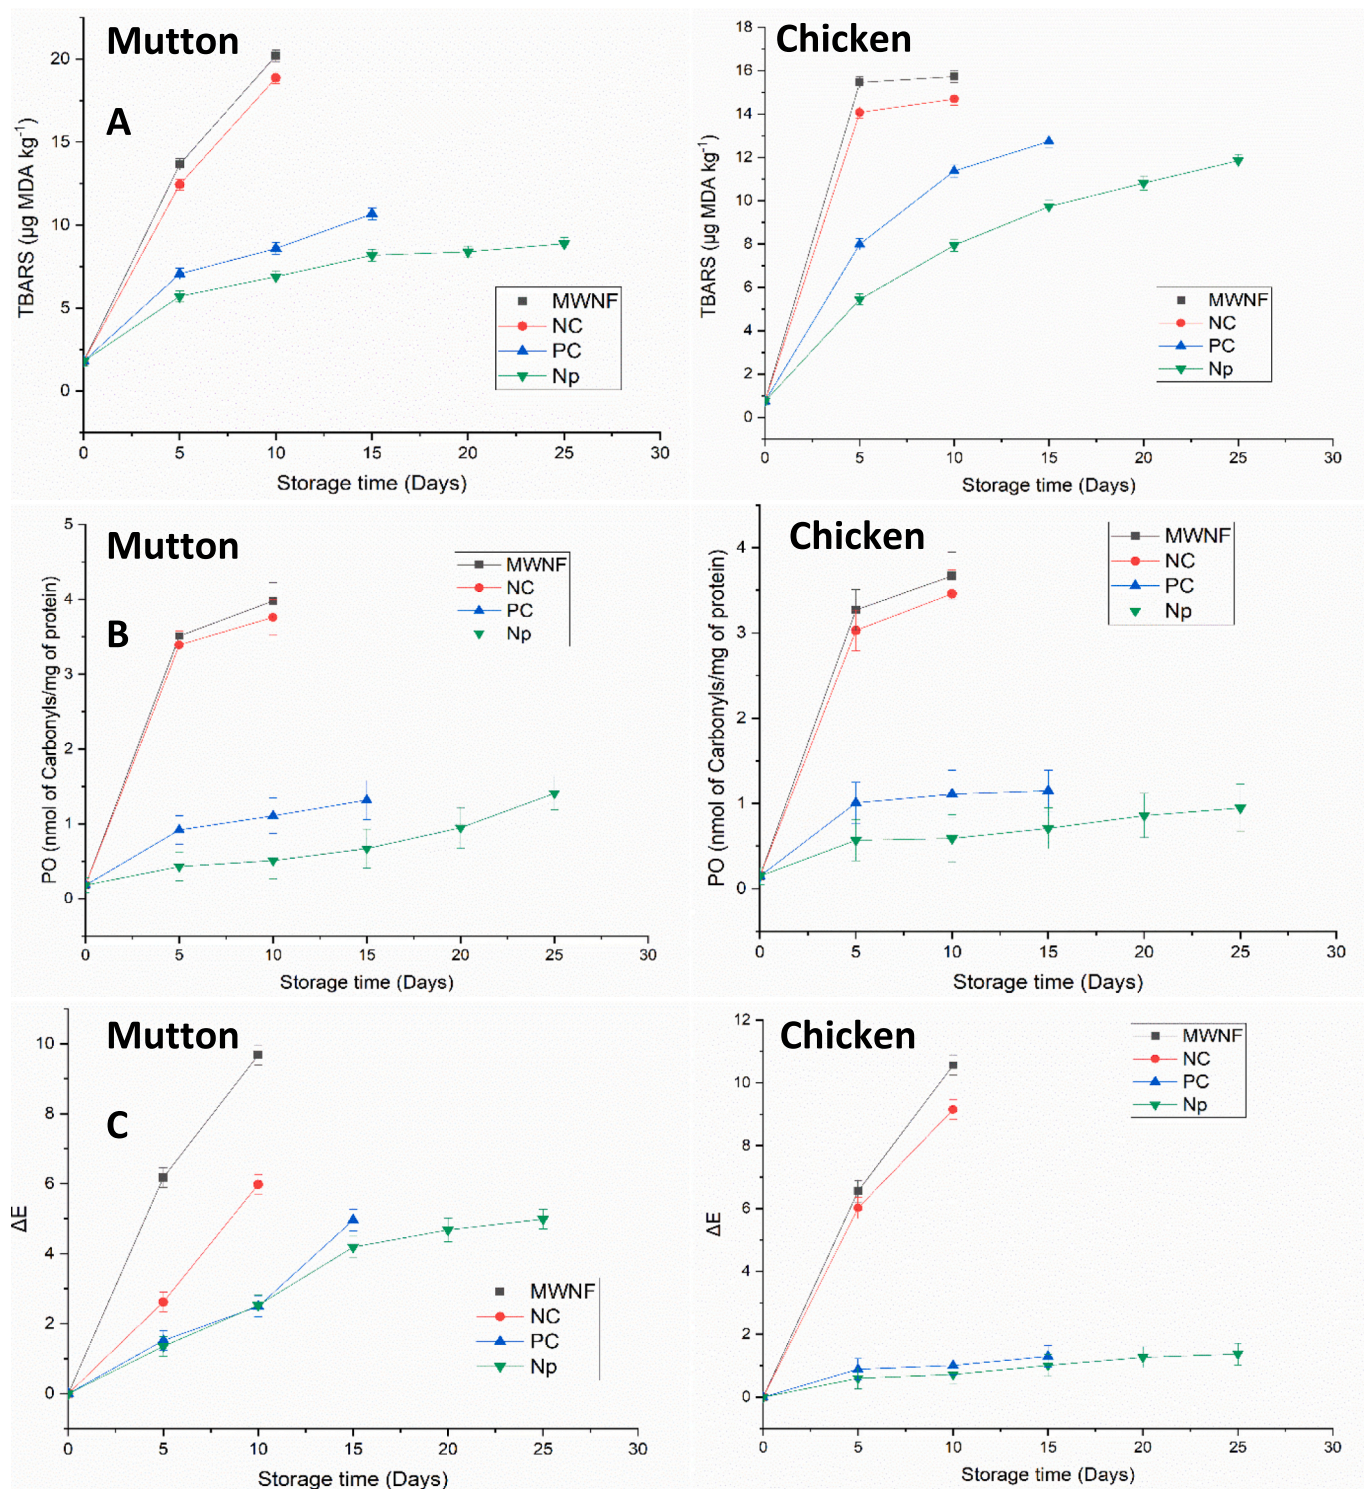 Mutton
A
TBARS (µg MDA kg⁻¹)
20
15
10
5
0
0 5 10 15 20 25 30
Storage time (Days)
MWNF
NC
PC
Np
Chicken
TBARS (µg MDA kg⁻¹)
18
16
14
12
10
8
6
4
2
0
0 5 10 15 20 25 30
Storage time (Days)
MWNF
NC
PC
Np
Mutton
B
PO (nmol of Carbonyls/mg of protein)
5
4
3
2
1
0
0 5 10 15 20 25 30
Storage time (Days)
MWNF
NC
PC
Np
Chicken
PO (nmol of Carbonyls/mg of protein)
4
3
2
1
0
0 5 10 15 20 25 30
Storage time (Days)
MWNF
NC
PC
Np
Mutton
C
ΔE
10
8
6
4
2
0
0 5 10 15 20 25 30
Storage time (Days)
MWNF
NC
PC
Np
Chicken
ΔE
12
10
8
6
4
2
0
0 5 10 15 20 25 30
Storage time (Days)
MWNF
NC
PC
Np